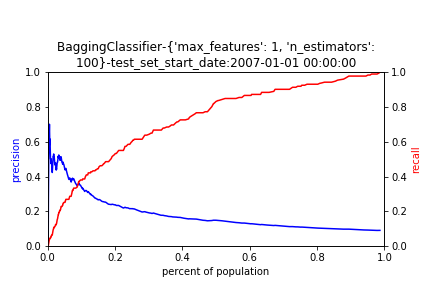 BaggingClassifier-{'max_features': 1, 'n_estimators':
100}-test_set_start_date:2007-01-01 00:00:00
1.0
0.8
0.6
0.4
0.2
0.0
precision
1.0
0.8
0.6
0.4
0.2
0.0
recall
0.0 0.2 0.4 0.6 0.8 1.0
percent of population